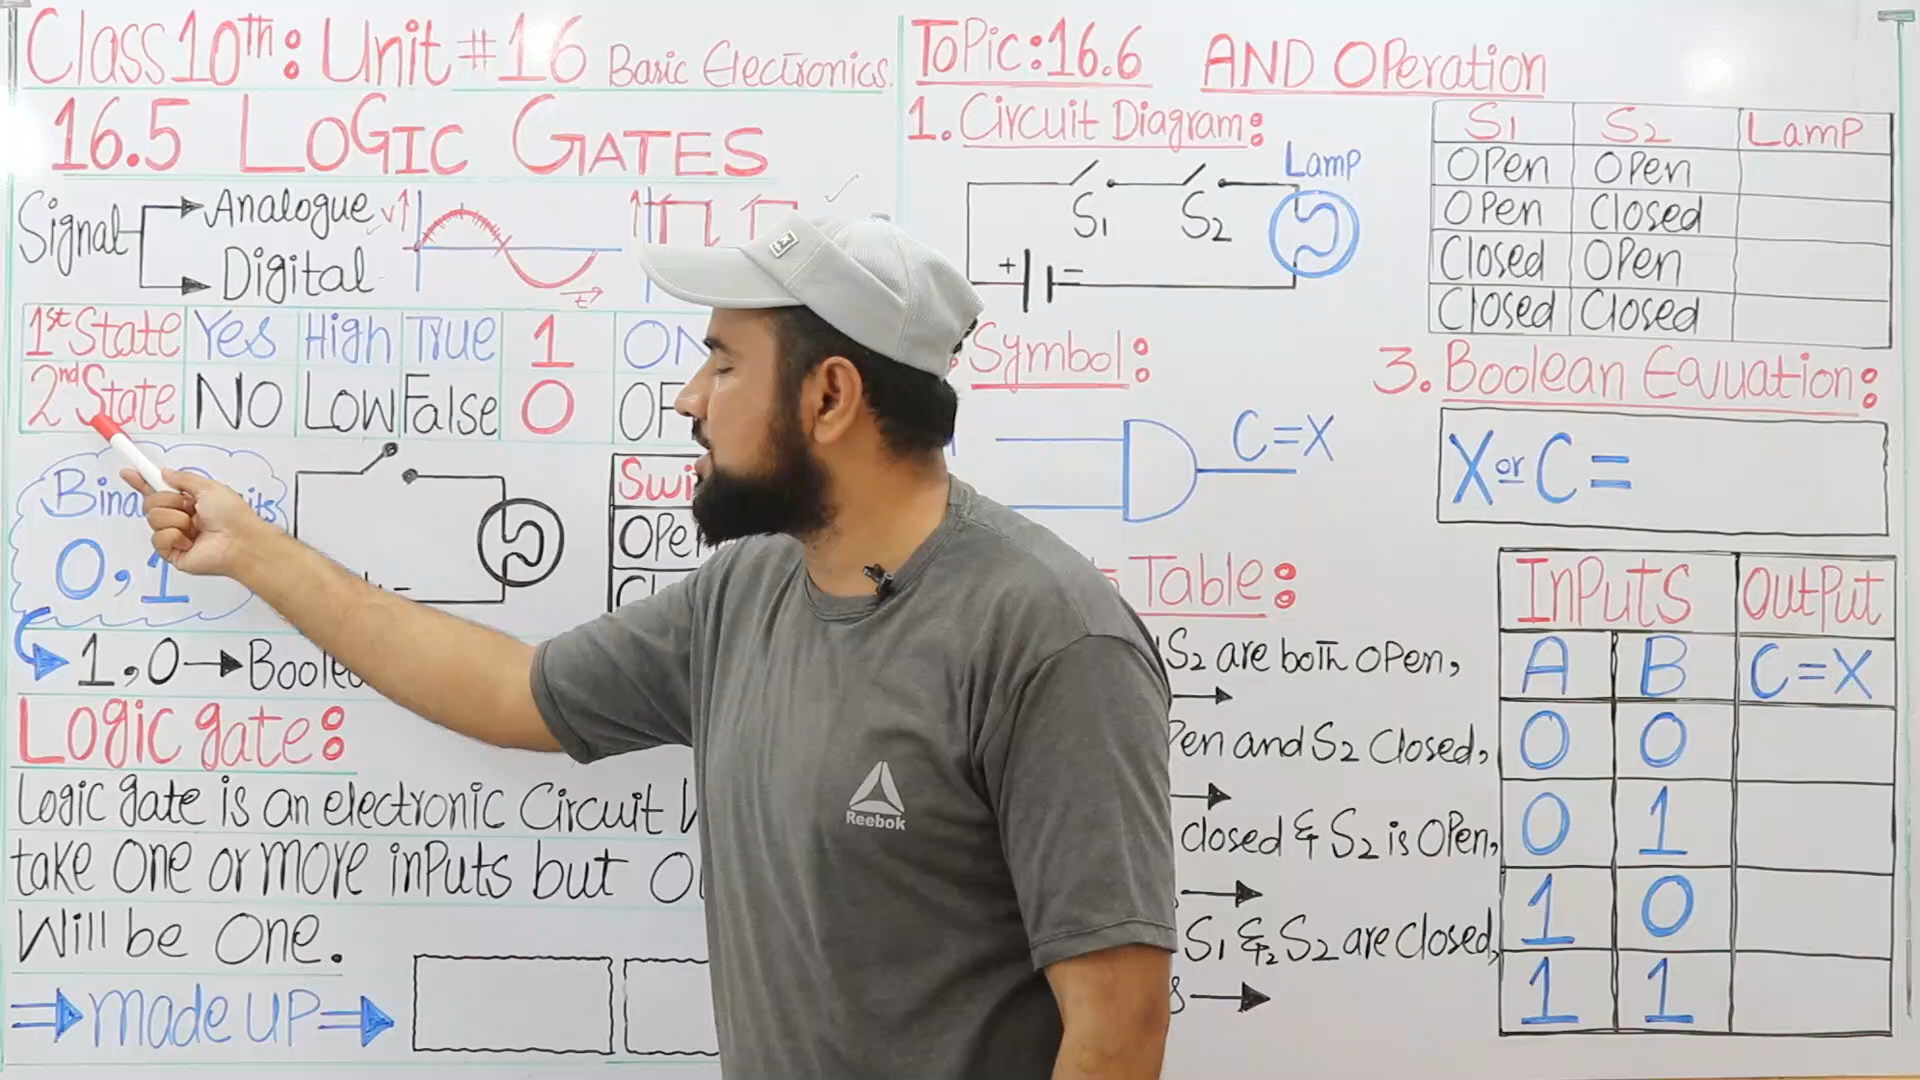 Class 10th: Unit # 16 Basic Electronics.
16.5 LOGIC GATES
Signal
Analogue
Digital
V
t
1st State Yes High True 1 ON
2nd State NO Low False 0
0,1
1,0 → Boolea
Logic gate:
Logic gate is an electronic Circuit
take one or more inputs but
Will be One.
⇒ made up ⇒
Topic: 16.6 AND Operation
1. Circuit Diagram:
Lamp
S1 S2
+ -
S1 S2 Lamp
Open Open
Open Closed
Closed Open
Closed Closed
Symbol:
C=X
3. Boolean Eqvuation:
X or C =
Table:
S2 are both open,
and S2 Closed,
closed & S2 is Open,
S1 & S2 are closed,
Inputs Output
A B C=X
0 0
0 1
1 0
1 1
Reebok